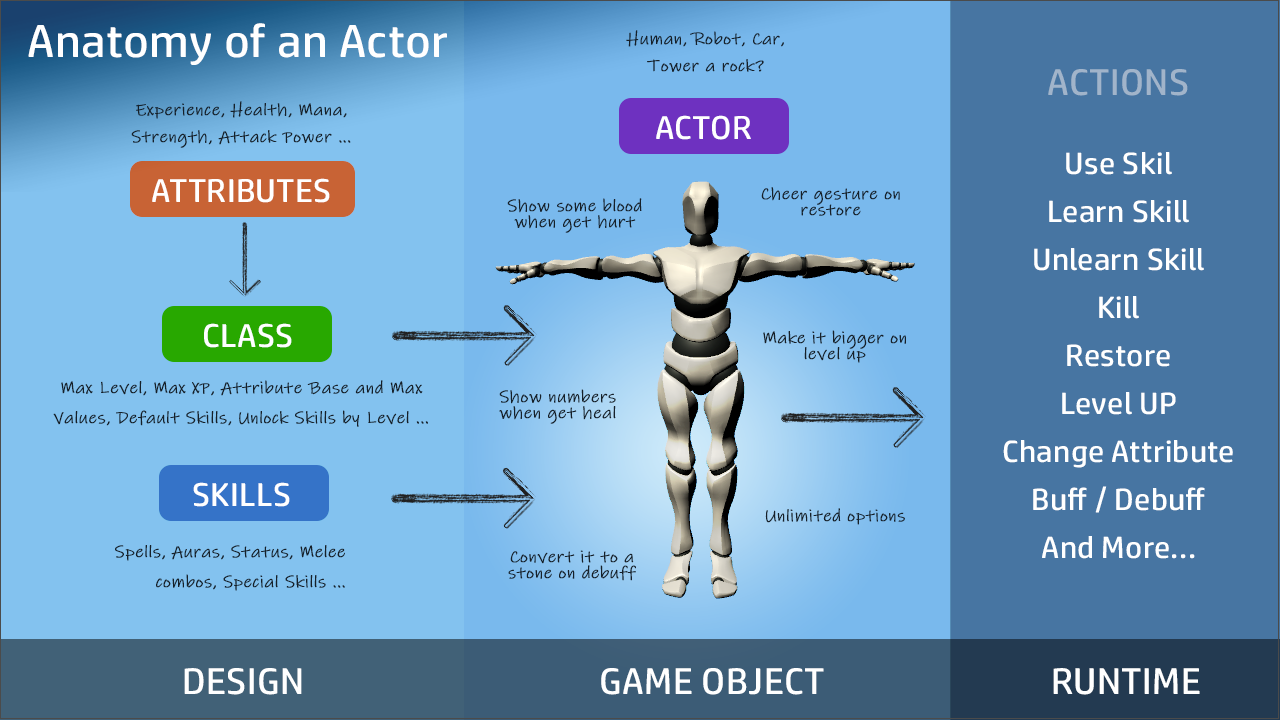 Anatomy of an Actor
Experience, Health, Mana,
Strength, Attack Power ...
ATTRIBUTES
CLASS
Max Level, Max XP, Attribute Base and Max
Values, Default Skills, Unlock Skills by Level ...
SKILLS
Spells, Auras, Status, Melee
combos, Special Skills ...
DESIGN
Human, Robot, Car,
Tower a rock?
ACTOR
Show some blood
when get hurt
Cheer gesture on
restore
Make it bigger on
level up
Show numbers
when get heal
Unlimited options
Convert it to a
stone on debuff
GAME OBJECT
ACTIONS
Use Skil
Learn Skill
Unlearn Skill
Kill
Restore
Level UP
Change Attribute
Buff / Debuff
And More...
RUNTIME